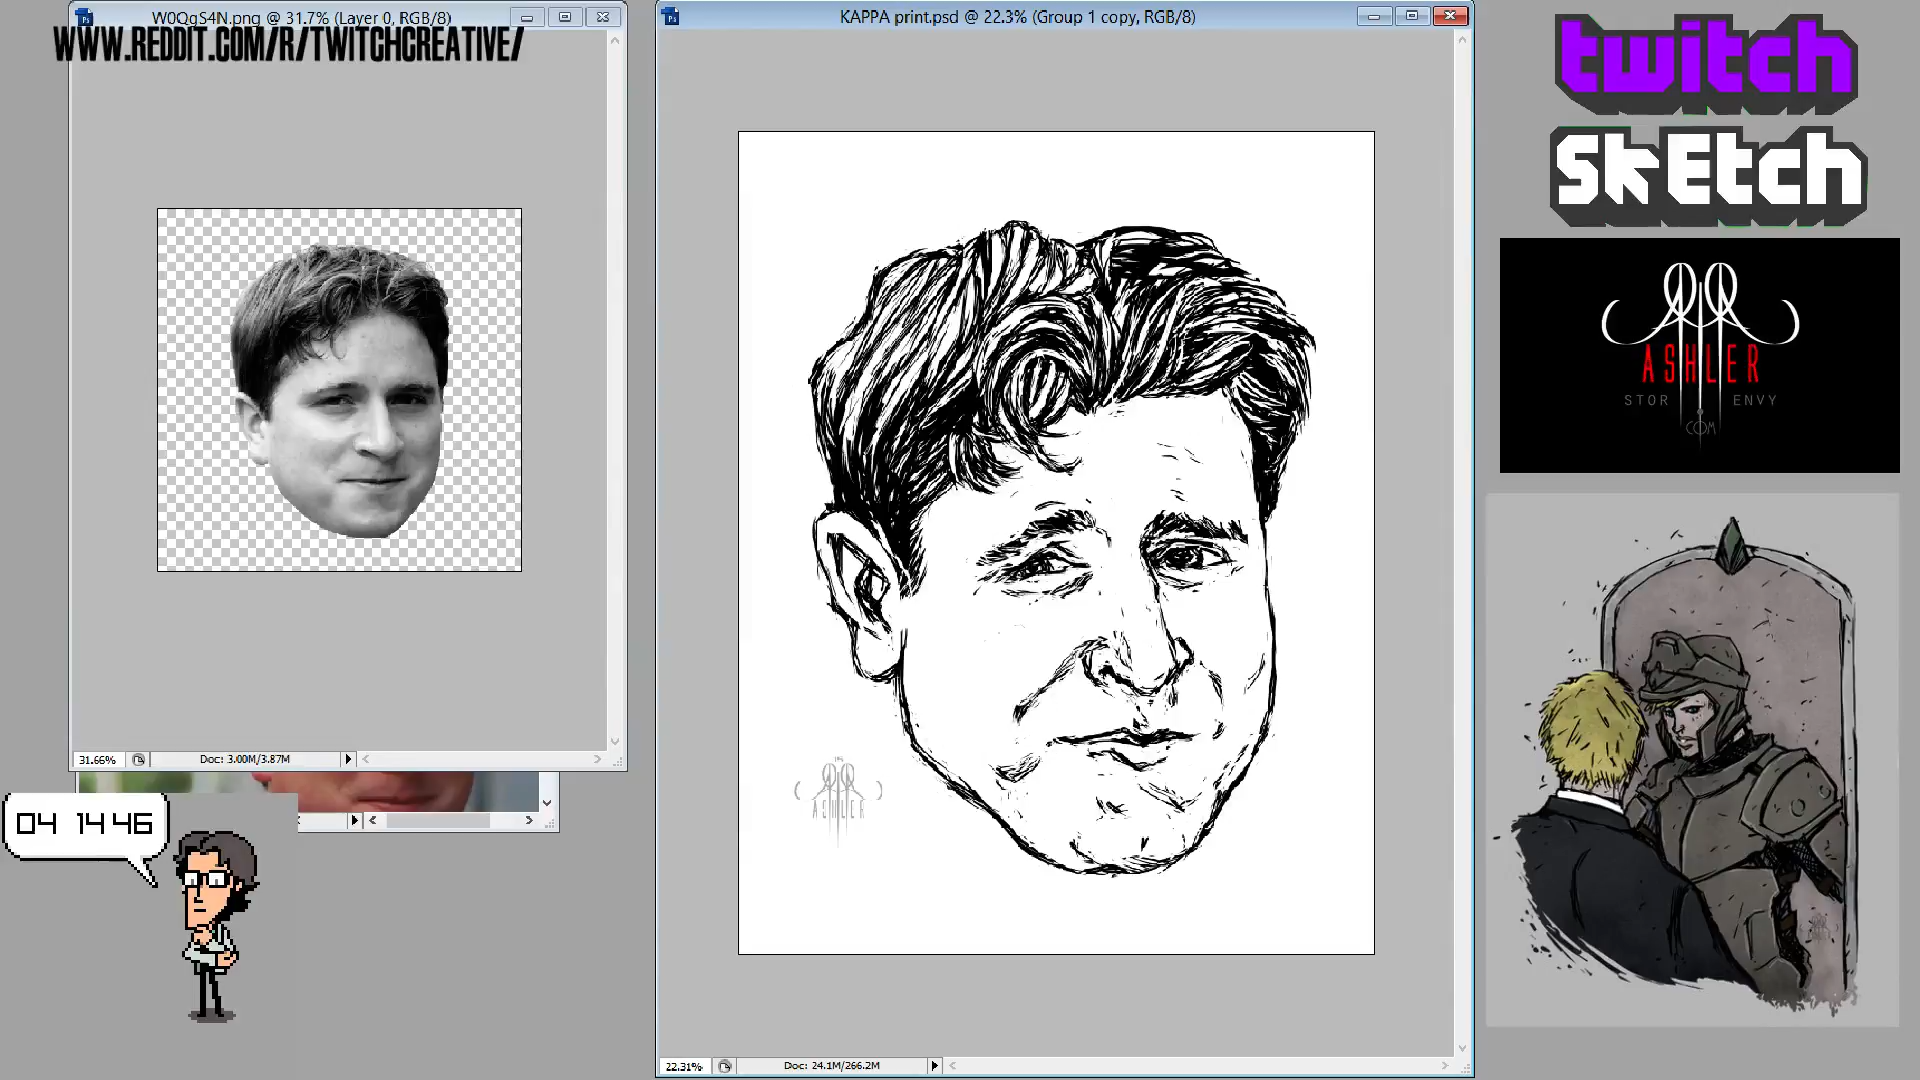 W0QgS4N.png @ 31.7% (Layer 0, RGB/8)
WWW.REDDIT.COM/R/TWITCHCREATIVE/
31.66%
Doc: 3.00M/3.87M
04 14 46
KAPPA print.psd @ 22.3% (Group 1 copy, RGB/8)
ASHLER
22.31%
Doc: 24.1M/266.2M
twitch
SkEtch
ASHLER
STOR ENVY
COM